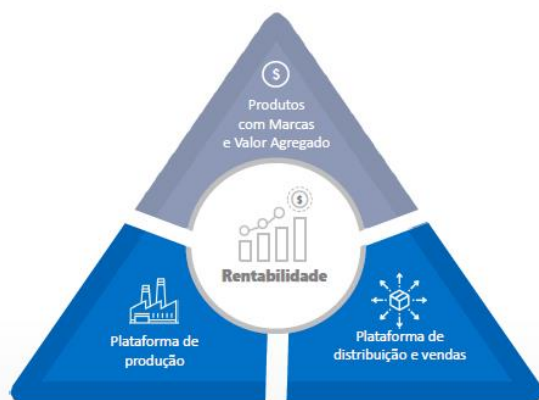 $
Produtos
com Marcas
e Valor Agregado
$
Rentabilidade
Plataforma de
produção
Plataforma de
distribuição e vendas